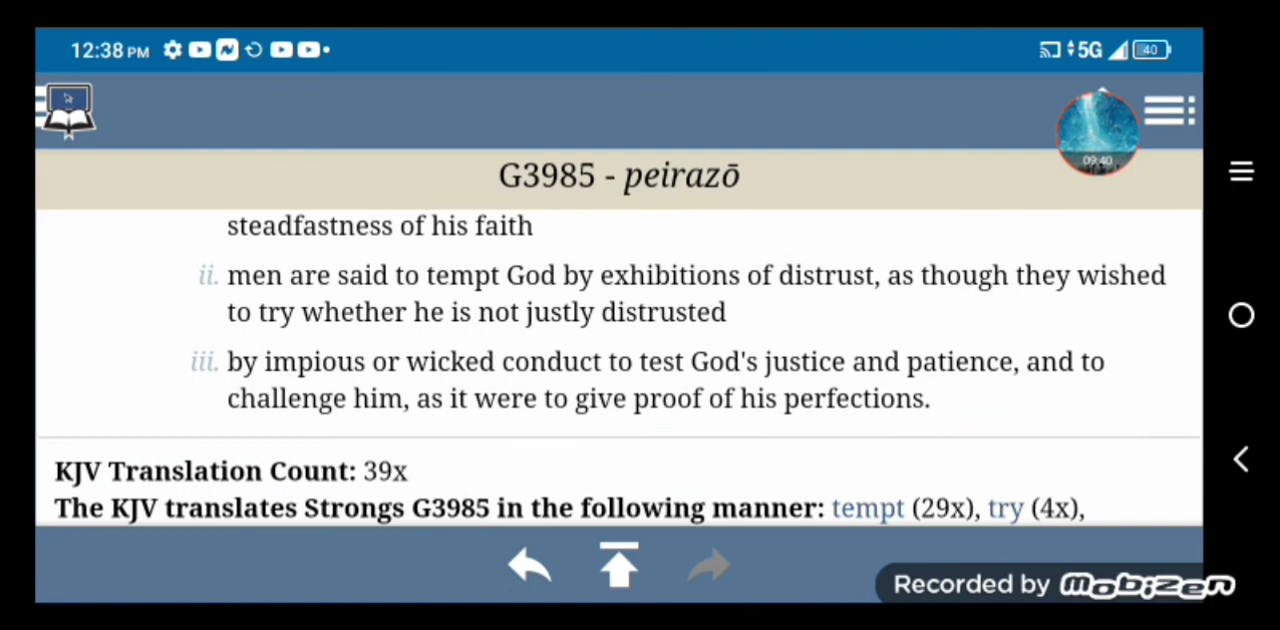 12:38 PM 5G 40
09:40
G3985 - peirazō
steadfastness of his faith
ii. men are said to tempt God by exhibitions of distrust, as though they wished
to try whether he is not justly distrusted
iii. by impious or wicked conduct to test God's justice and patience, and to
challenge him, as it were to give proof of his perfections.
KJV Translation Count: 39x
The KJV translates Strongs G3985 in the following manner: tempt (29x), try (4x),
Recorded by Mobizen